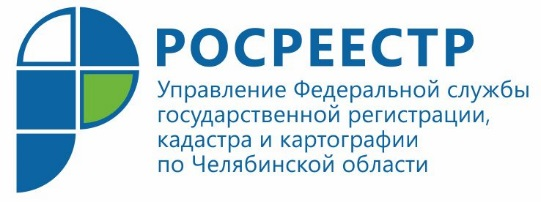 РОСРЕЕСТР
Управление Федеральной службы
государственной регистрации,
кадастра и картографии
по Челябинской области